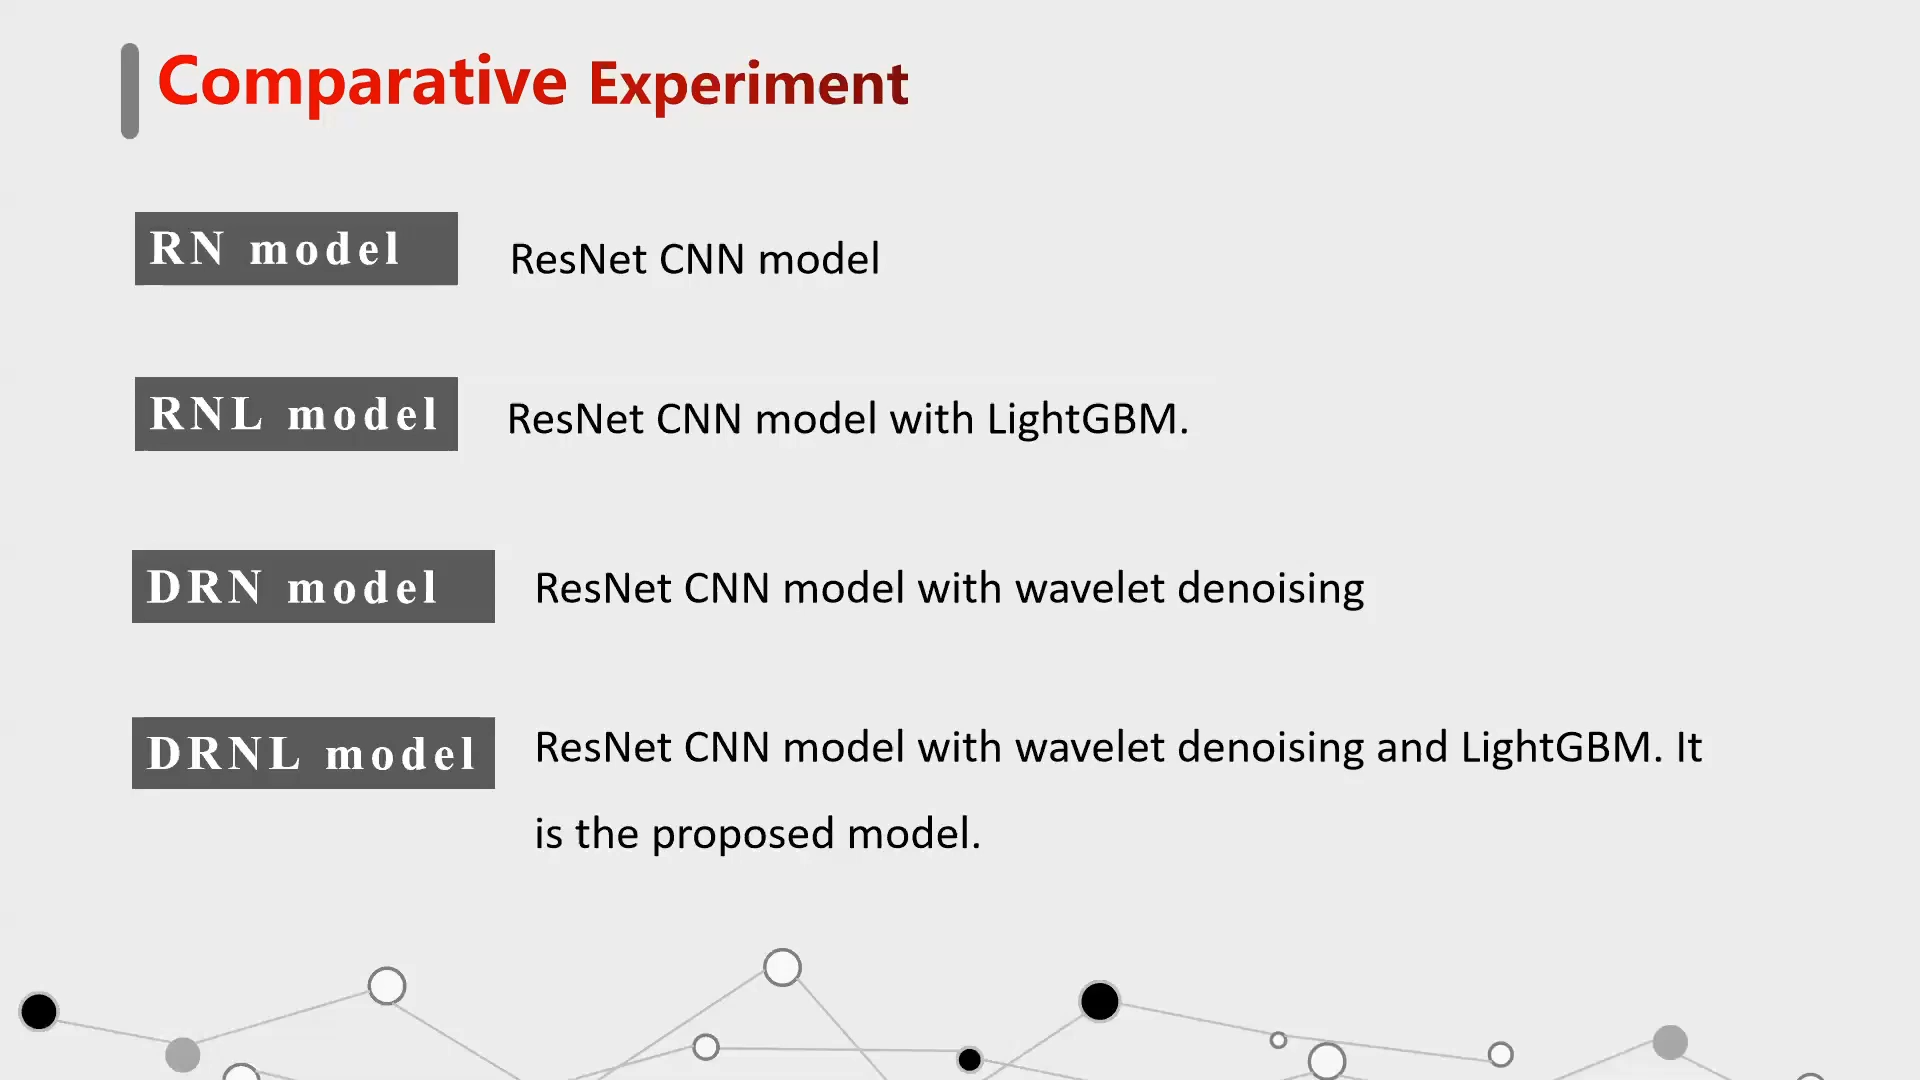 Comparative Experiment
RN model
ResNet CNN model
RNL model
ResNet CNN model with LightGBM.
DRN model
ResNet CNN model with wavelet denoising
DRNL model
ResNet CNN model with wavelet denoising and LightGBM. It
is the proposed model.